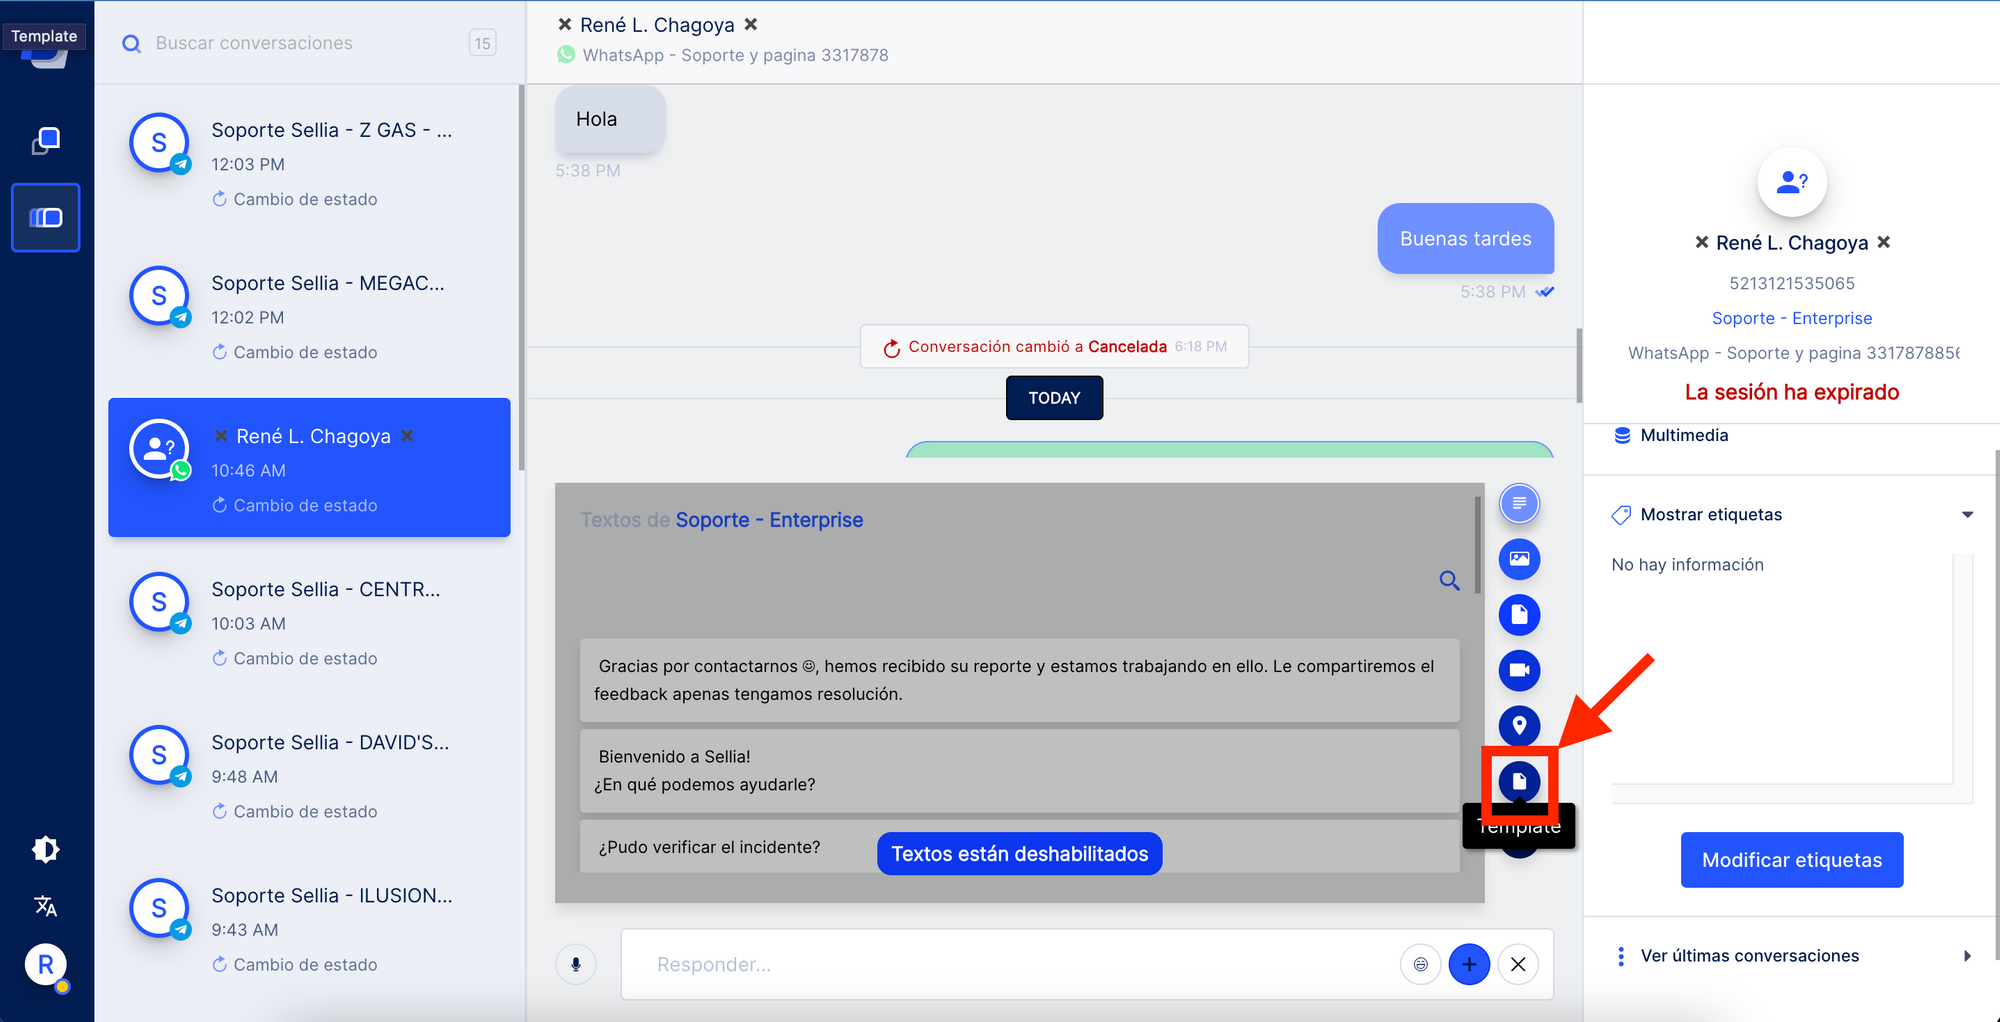 Template
Buscar conversaciones
15
Soporte Sellia - Z GAS - ...
12:03 PM
Cambio de estado
Soporte Sellia - MEGAC...
12:02 PM
Cambio de estado
René L. Chagoya
10:46 AM
Cambio de estado
Soporte Sellia - CENTR...
10:03 AM
Cambio de estado
Soporte Sellia - DAVID'S...
9:48 AM
Cambio de estado
Soporte Sellia - ILUSION...
9:43 AM
Cambio de estado
S
S
S
S
S
R
René L. Chagoya
WhatsApp - Soporte y pagina 3317878
Hola
5:38 PM
Buenas tardes
5:38 PM
Conversación cambió a Cancelada 6:18 PM
TODAY
Textos de Soporte - Enterprise
Gracias por contactarnos ☺, hemos recibido su reporte y estamos trabajando en ello. Le compartiremos el
feedback apenas tengamos resolución.
Bienvenido a Sellia!
¿En qué podemos ayudarle?
¿Pudo verificar el incidente?
Textos están deshabilitados
Template
Responder...
René L. Chagoya
5213121535065
Soporte - Enterprise
WhatsApp - Soporte y pagina 3317878856
La sesión ha expirado
Multimedia
Mostrar etiquetas
No hay información
Modificar etiquetas
Ver últimas conversaciones